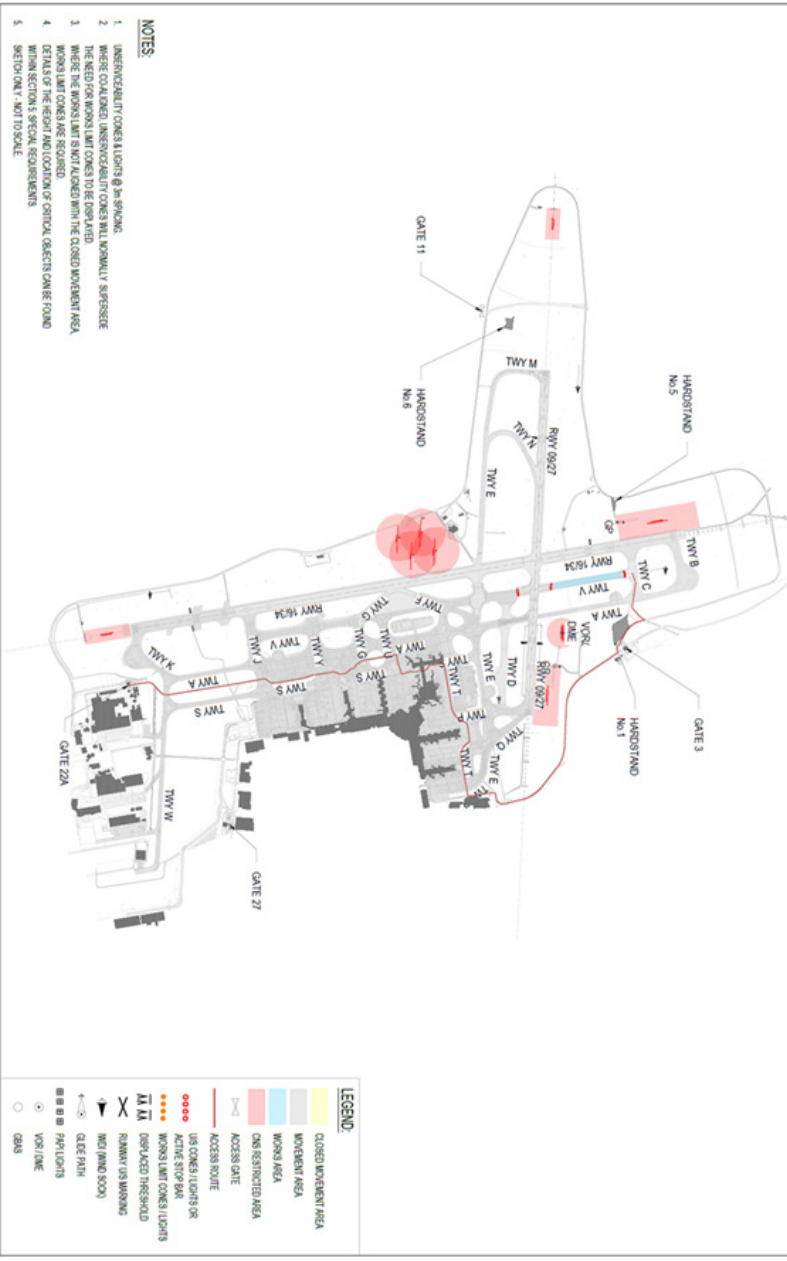 NOTES:
1. UNSERVICEABILITY CONES & LIGHTS @ 3m SPACING.
2. WHERE CO-ALIGNED, UNSERVICEABILITY CONES WILL NORMALLY SUPERSEDE
THE NEED FOR WORKS LIMIT CONES TO BE DISPLAYED.
3. WHERE THE WORKS LIMIT IS NOT ALIGNED WITH THE CLOSED MOVEMENT AREA,
WORKS LIMIT CONES ARE REQUIRED.
4. DETAILS OF THE HEIGHT AND LOCATION OF CRITICAL OBJECTS CAN BE FOUND
WITHIN SECTION 5: SPECIAL REQUIREMENTS.
5. SKETCH ONLY - NOT TO SCALE.
GATE 11
HARDSTAND
No.6
HARDSTAND
No.5
GP
TWY M
TWY N
RWY 09/27
TWY E
TWY B
TWY C
RWY 16/34
TWY V
TWY A
VOR/
DME
GATE 3
HARDSTAND
No.1
GP
RWY 09/27
TWY D
TWY E
TWY F
TWY G
TWY A
TWY U
TWY G
TWY Y
TWY V
TWY J
RWY 16/34
TWY K
TWY A
TWY S
TWY S
TWY S
TWY T
TWY P
TWY Q
TWY T
TWY E
TWY W
GATE 22A
GATE 27
LEGEND:
CLOSED MOVEMENT AREA
MOVEMENT AREA
WORKS AREA
CNS RESTRICTED AREA
ACCESS GATE
ACCESS ROUTE
U/S CONES / LIGHTS OR
ACTIVE STOP BAR
WORKS LIMIT CONES / LIGHTS
DISPLACED THRESHOLD
RUNWAY U/S MARKING
IWDI (WIND SOCK)
GLIDE PATH
PAPI LIGHTS
VOR / DME
GBAS